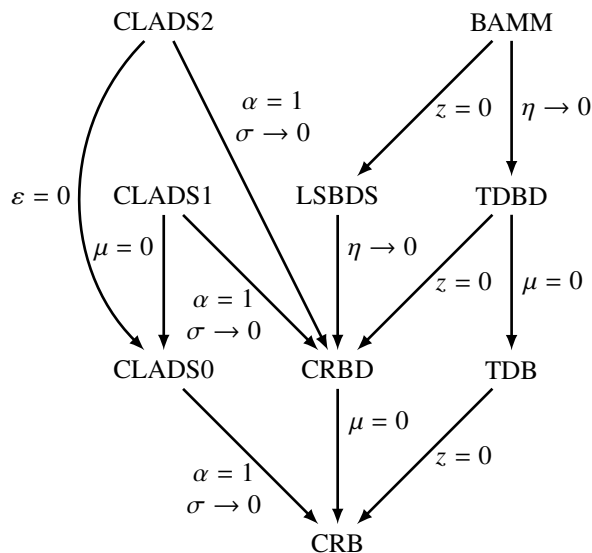 CLADS2 BAMM
α = 1
σ → 0
z = 0 η → 0
ε = 0
CLADS1 LSBDS TDBD
μ = 0
η → 0
α = 1
σ → 0
z = 0 μ = 0
CLADS0 CRBD TDB
μ = 0
α = 1
σ → 0
z = 0
CRB